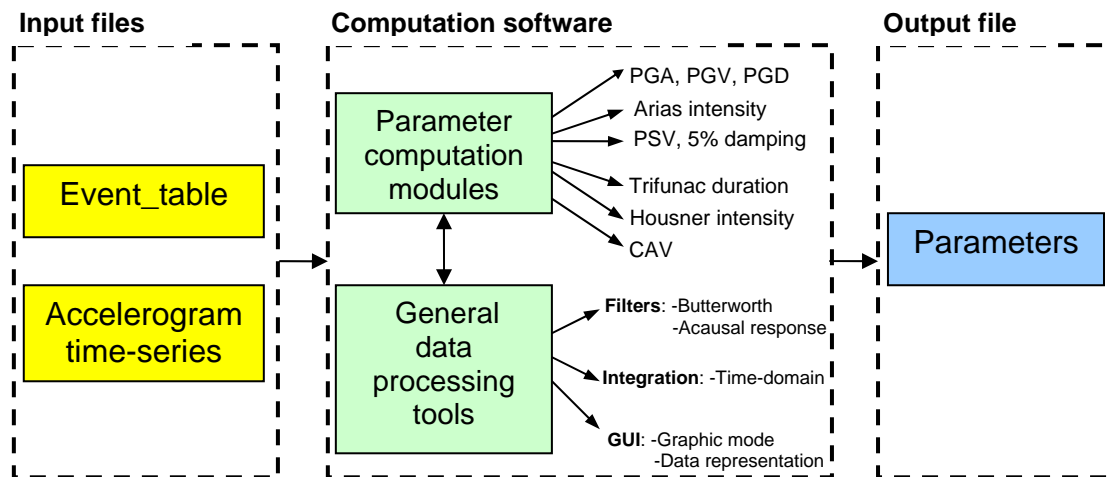 Input files
Computation software
Output file
Event_table
Accelerogram
time-series
Parameter
computation
modules
PGA, PGV, PGD
Arias intensity
PSV, 5% damping
Trifunac duration
Housner intensity
CAV
General
data
processing
tools
Filters: -Butterworth
-Acausal response
Integration: -Time-domain
GUI: -Graphic mode
-Data representation
Parameters